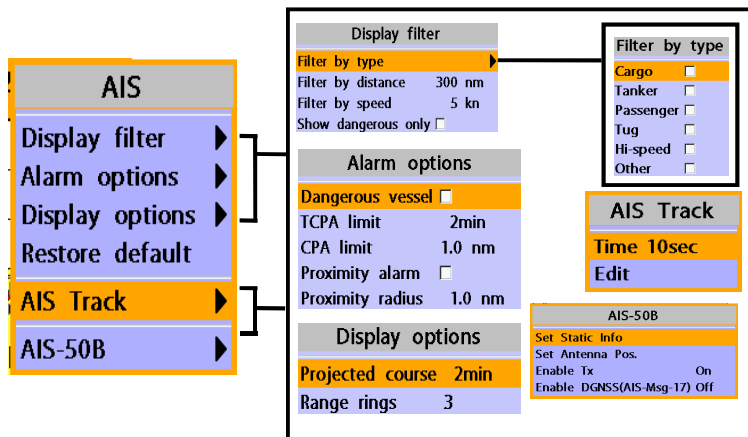 AIS
Display filter
Alarm options
Display options
Restore default
AIS Track
AIS-50B
Display filter
Filter by type
Filter by distance 300 nm
Filter by speed 5 kn
Show dangerous only
Alarm options
Dangerous vessel
TCPA limit 2min
CPA limit 1.0 nm
Proximity alarm
Proximity radius 1.0 nm
Display options
Projected course 2min
Range rings 3
Filter by type
Cargo
Tanker
Passenger
Tug
Hi-speed
Other
AIS Track
Time 10sec
Edit
AIS-50B
Set Static Info
Set Antenna Pos.
Enable Tx On
Enable DGNSS(AIS-Msg-17) Off